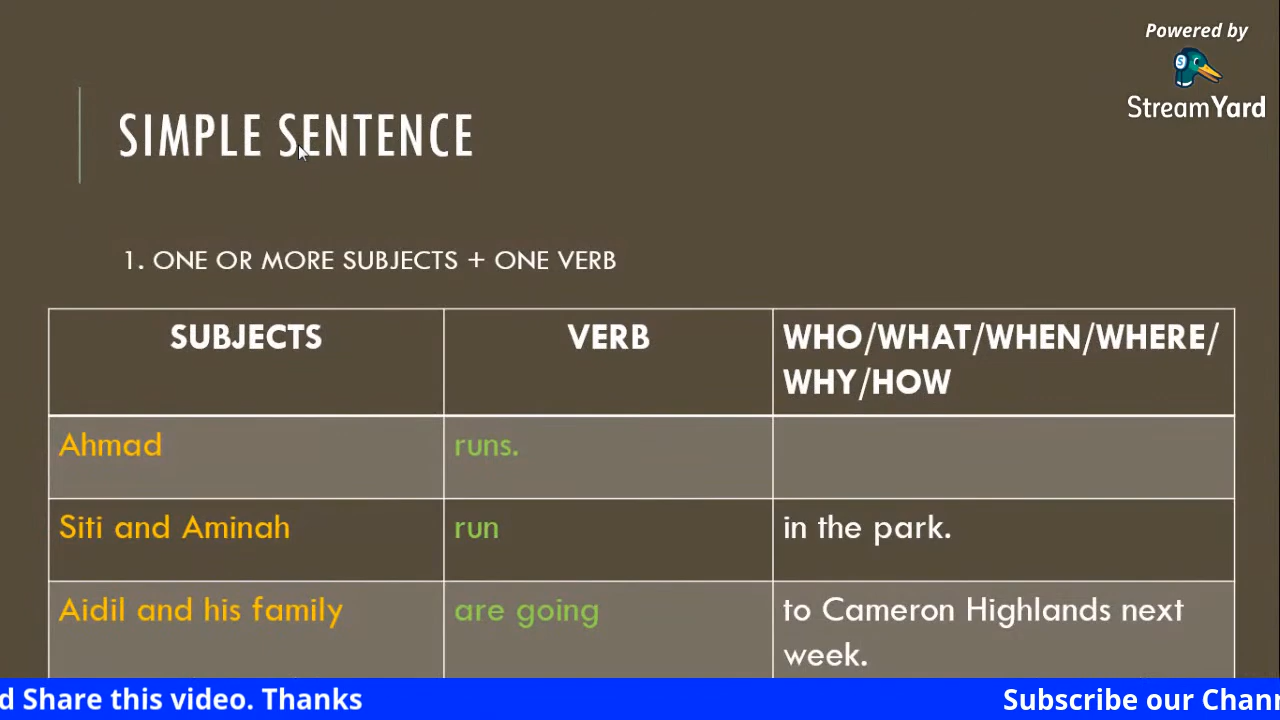 Powered by
StreamYard
SIMPLE SENTENCE
1. ONE OR MORE SUBJECTS + ONE VERB
SUBJECTS VERB WHO/WHAT/WHEN/WHERE/
WHY/HOW
Ahmad runs.
Siti and Aminah run in the park.
Aidil and his family are going to Cameron Highlands next
week.
d Share this video. Thanks Subscribe our Chan